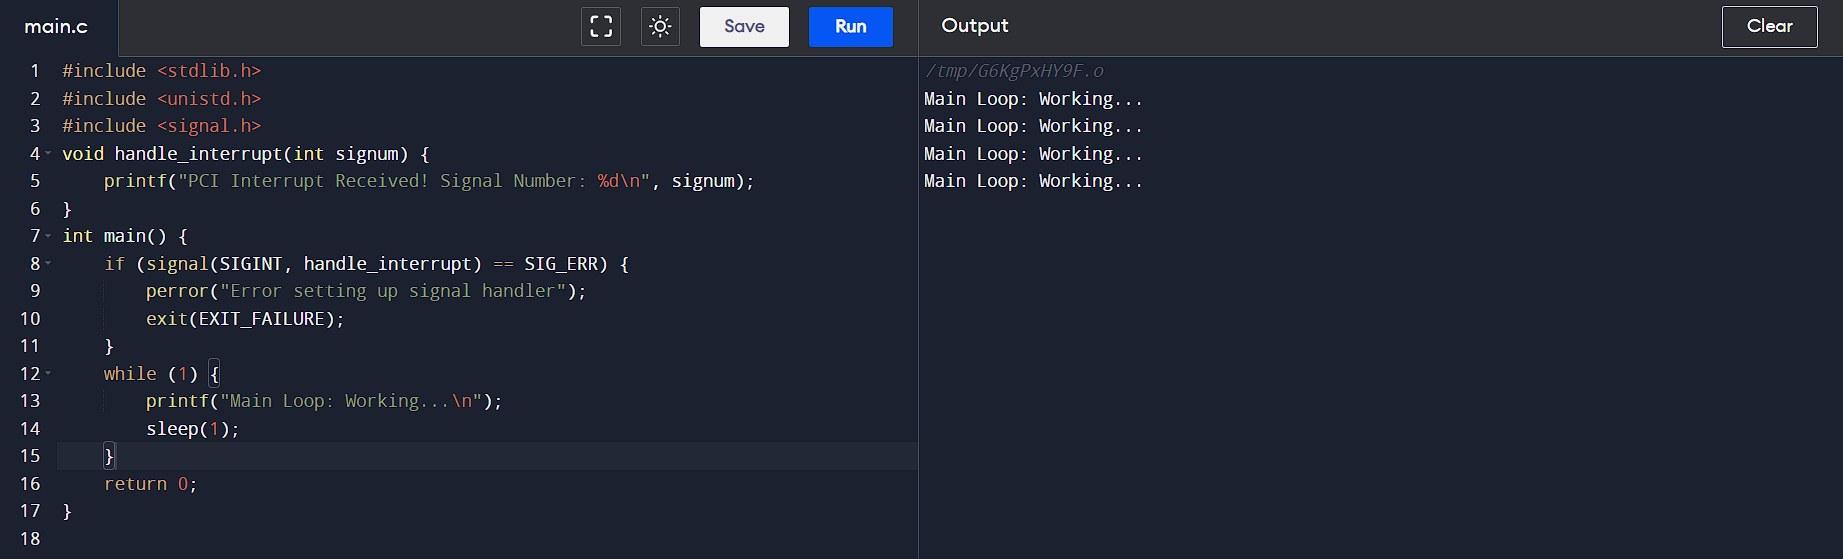 main.c
Save
Run
Output
Clear
1 #include <stdlib.h>
2 #include <unistd.h>
3 #include <signal.h>
4 void handle_interrupt(int signum) {
5     printf("PCI Interrupt Received! Signal Number: %d\n", signum);
6 }
7 int main() {
8     if (signal(SIGINT, handle_interrupt) == SIG_ERR) {
9         perror("Error setting up signal handler");
10         exit(EXIT_FAILURE);
11     }
12     while (1) {
13         printf("Main Loop: Working...\n");
14         sleep(1);
15     }
16     return 0;
17 }
18
/tmp/G6KgPxHY9F.o
Main Loop: Working...
Main Loop: Working...
Main Loop: Working...
Main Loop: Working...